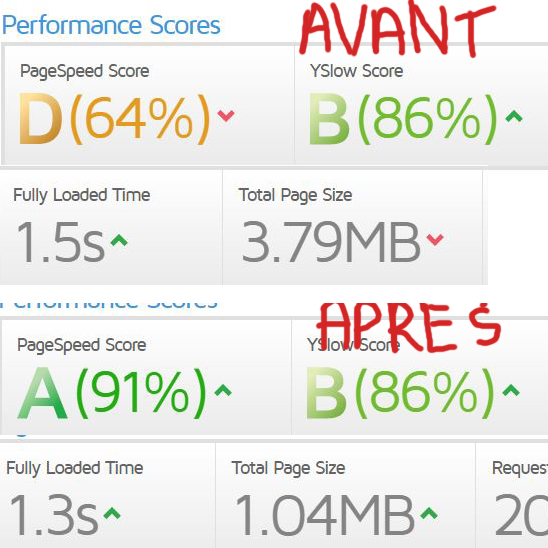 Performance Scores
AVANT
PageSpeed Score YSlow Score
D (64%) B (86%)
Fully Loaded Time Total Page Size
1.5s 3.79MB
Performance Scores
APRES
PageSpeed Score YSlow Score
A (91%) B (86%)
Fully Loaded Time Total Page Size Reques
1.3s 1.04MB 20